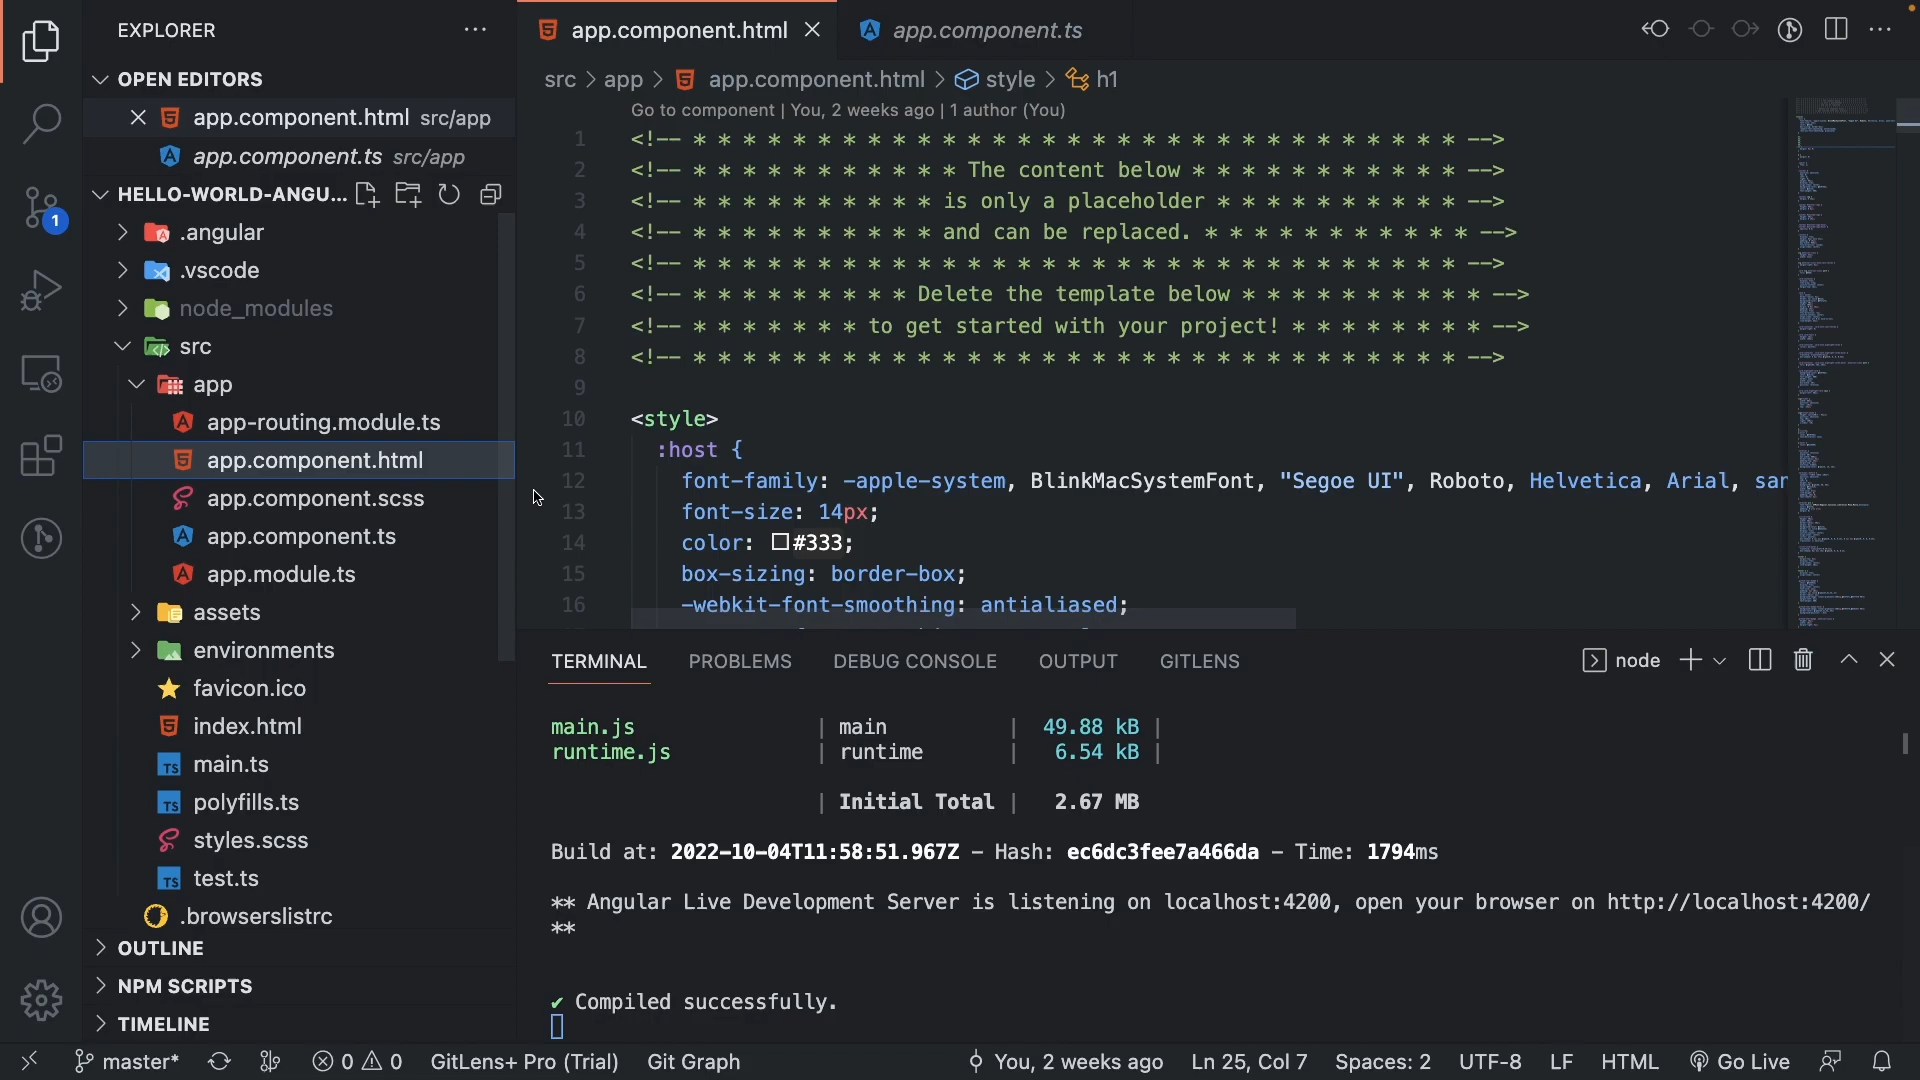 EXPLORER
OPEN EDITORS
app.component.html src/app
app.component.ts src/app
HELLO-WORLD-ANGU...
.angular
.vscode
node_modules
src
app
app-routing.module.ts
app.component.html
app.component.scss
app.component.ts
app.module.ts
assets
environments
favicon.ico
index.html
main.ts
polyfills.ts
styles.scss
test.ts
.browserslistrc
OUTLINE
NPM SCRIPTS
TIMELINE
1
app.component.html
app.component.ts
src > app > app.component.html > style > h1
Go to component | You, 2 weeks ago | 1 author (You)
1 <!-- * * * * * * * * * * * * * * * * * * * * * * * * * * * * * * * -->
2 <!-- * * * * * * * * * * * The content below * * * * * * * * * * * -->
3 <!-- * * * * * * * * * * is only a placeholder * * * * * * * * * * -->
4 <!-- * * * * * * * * * * and can be replaced. * * * * * * * * * * * -->
5 <!-- * * * * * * * * * * * * * * * * * * * * * * * * * * * * * * * -->
6 <!-- * * * * * * * * * Delete the template below * * * * * * * * * * -->
7 <!-- * * * * * * * to get started with your project! * * * * * * * * -->
8 <!-- * * * * * * * * * * * * * * * * * * * * * * * * * * * * * * * -->
9
10 <style>
11 :host {
12 font-family: -apple-system, BlinkMacSystemFont, "Segoe UI", Roboto, Helvetica, Arial, san
13 font-size: 14px;
14 color: #333;
15 box-sizing: border-box;
16 -webkit-font-smoothing: antialiased;
TERMINAL PROBLEMS DEBUG CONSOLE OUTPUT GITLENS
node
main.js | main | 49.88 kB |
runtime.js | runtime | 6.54 kB |
| Initial Total | 2.67 MB
Build at: 2022-10-04T11:58:51.967Z - Hash: ec6dc3fee7a466da - Time: 1794ms
** Angular Live Development Server is listening on localhost:4200, open your browser on http://localhost:4200/
**
✔ Compiled successfully.
master* 0 0 GitLens+ Pro (Trial) Git Graph You, 2 weeks ago Ln 25, Col 7 Spaces: 2 UTF-8 LF HTML Go Live